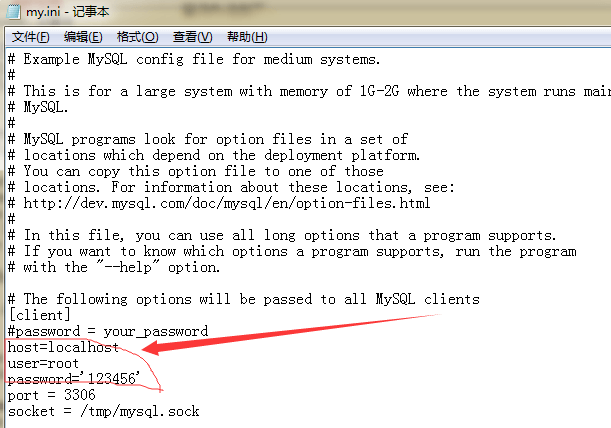 my.ini - 记事本
文件(F) 编辑(E) 格式(O) 查看(V) 帮助(H)
# Example MySQL config file for medium systems.
#
# This is for a large system with memory of 1G-2G where the system runs mai
# MySQL.
#
# MySQL programs look for option files in a set of
# locations which depend on the deployment platform.
# You can copy this option file to one of those
# locations. For information about these locations, see:
# http://dev.mysql.com/doc/mysql/en/option-files.html
#
# In this file, you can use all long options that a program supports.
# If you want to know which options a program supports, run the program
# with the "--help" option.
# The following options will be passed to all MySQL clients
[client]
#password = your_password
host=localhost
user=root
password='123456'
port = 3306
socket = /tmp/mysql.sock